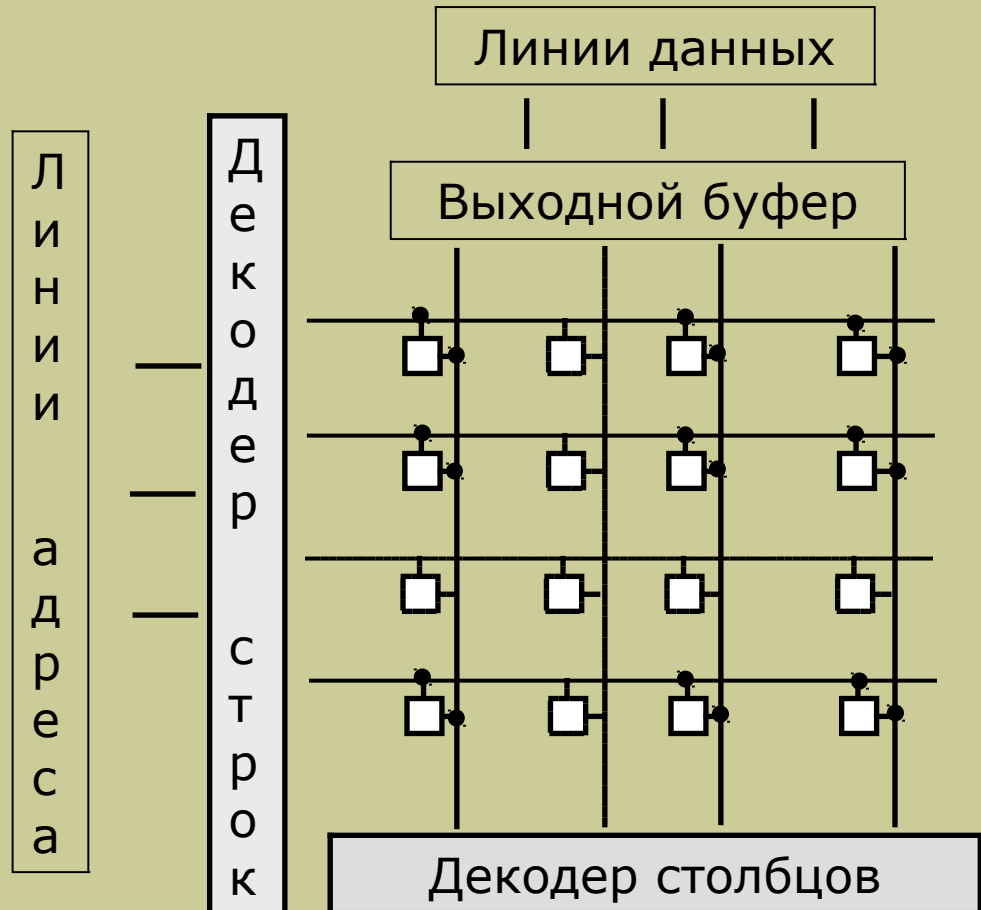 Линии данных
Выходной буфер
Линии адреса
Декодер строк
Декодер столбцов